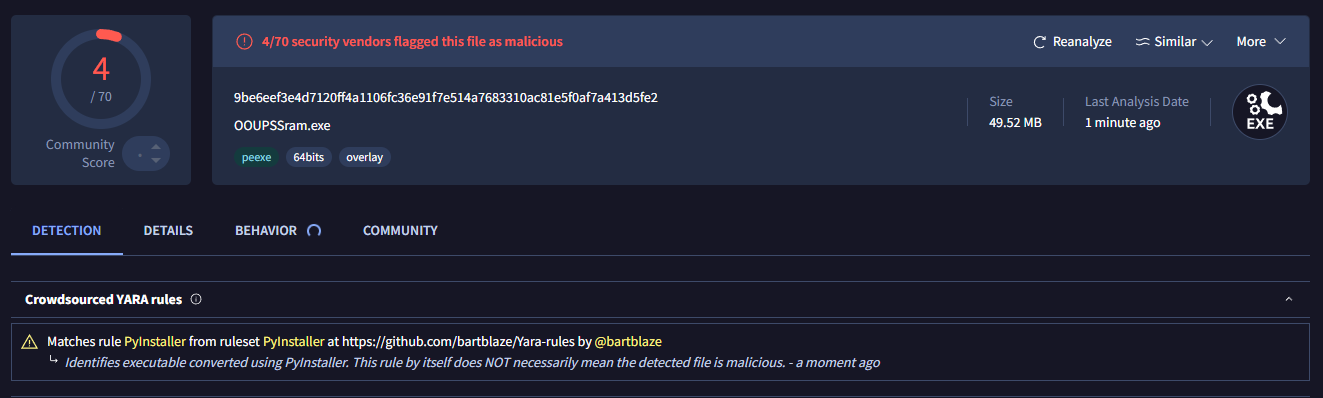 4
/ 70
Community
Score
4/70 security vendors flagged this file as malicious
Reanalyze
Similar
More
9be6eef3e4d7120ff4a1106fc36e91f7e514a7683310ac81e5f0af7a413d5fe2
OOUPSSram.exe
peexe
64bits
overlay
Size
49.52 MB
Last Analysis Date
1 minute ago
EXE
DETECTION
DETAILS
BEHAVIOR
COMMUNITY
Crowdsourced YARA rules
Matches rule PyInstaller from ruleset PyInstaller at https://github.com/bartblaze/Yara-rules by @bartblaze
Identifies executable converted using PyInstaller. This rule by itself does NOT necessarily mean the detected file is malicious. - a moment ago